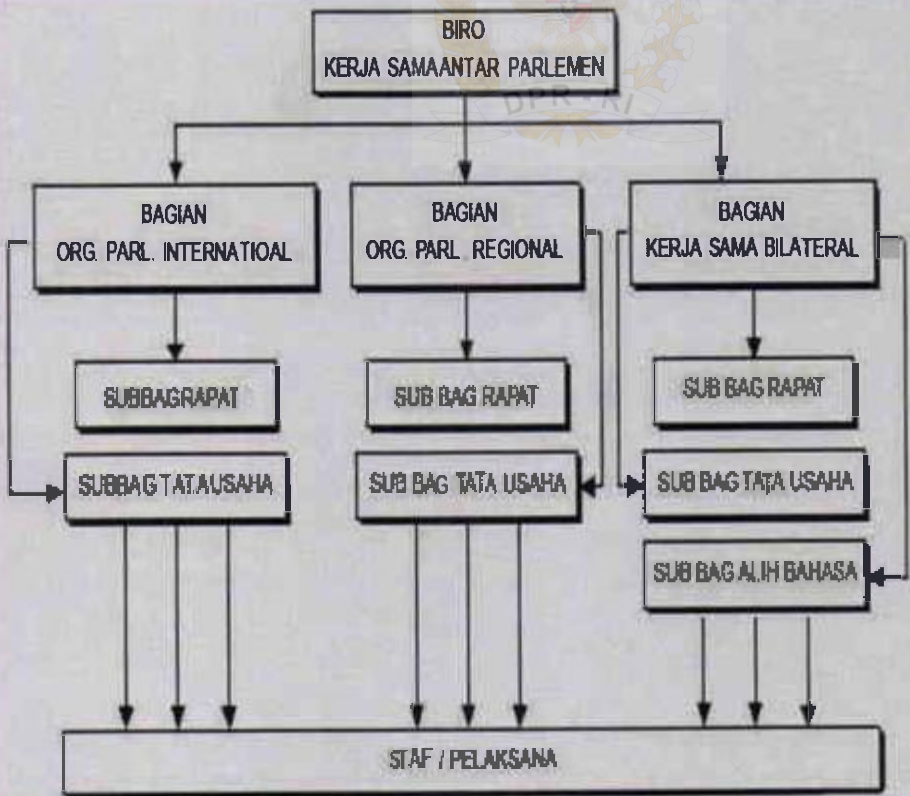 BIRO
KERJA SAMAANTAR PARLEMEN
DPR - RI
BAGIAN
ORG. PARL. INTERNATIOAL
BAGIAN
ORG. PARL. REGIONAL
BAGIAN
KERJA SAMA BILATERAL
SUBBAGRAPAT
SUB BAG RAPAT
SUB BAG RAPAT
SUBBAG TATAUSAHA
SUB BAG TATA USAHA
SUB BAG TATA USAHA
SUB BAG ALIH BAHASA
STAF / PELAKSANA